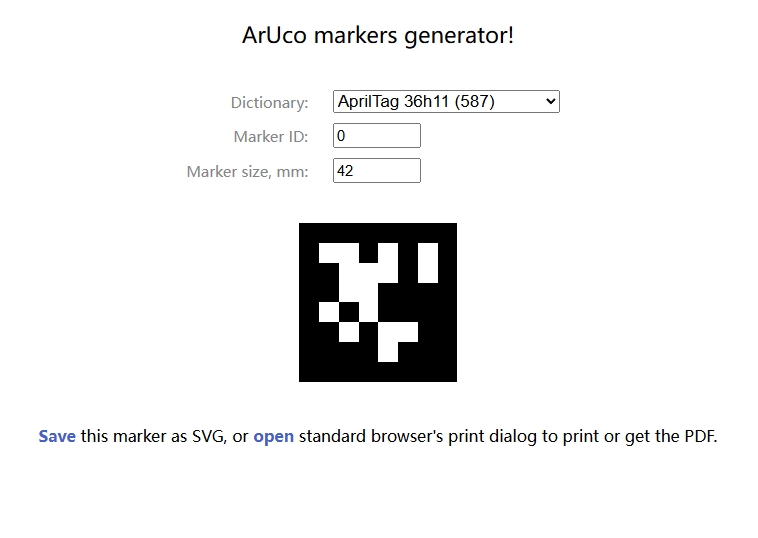 ArUco markers generator!
Dictionary: AprilTag 36h11 (587)
Marker ID: 0
Marker size, mm: 42
Save this marker as SVG, or open standard browser's print dialog to print or get the PDF.